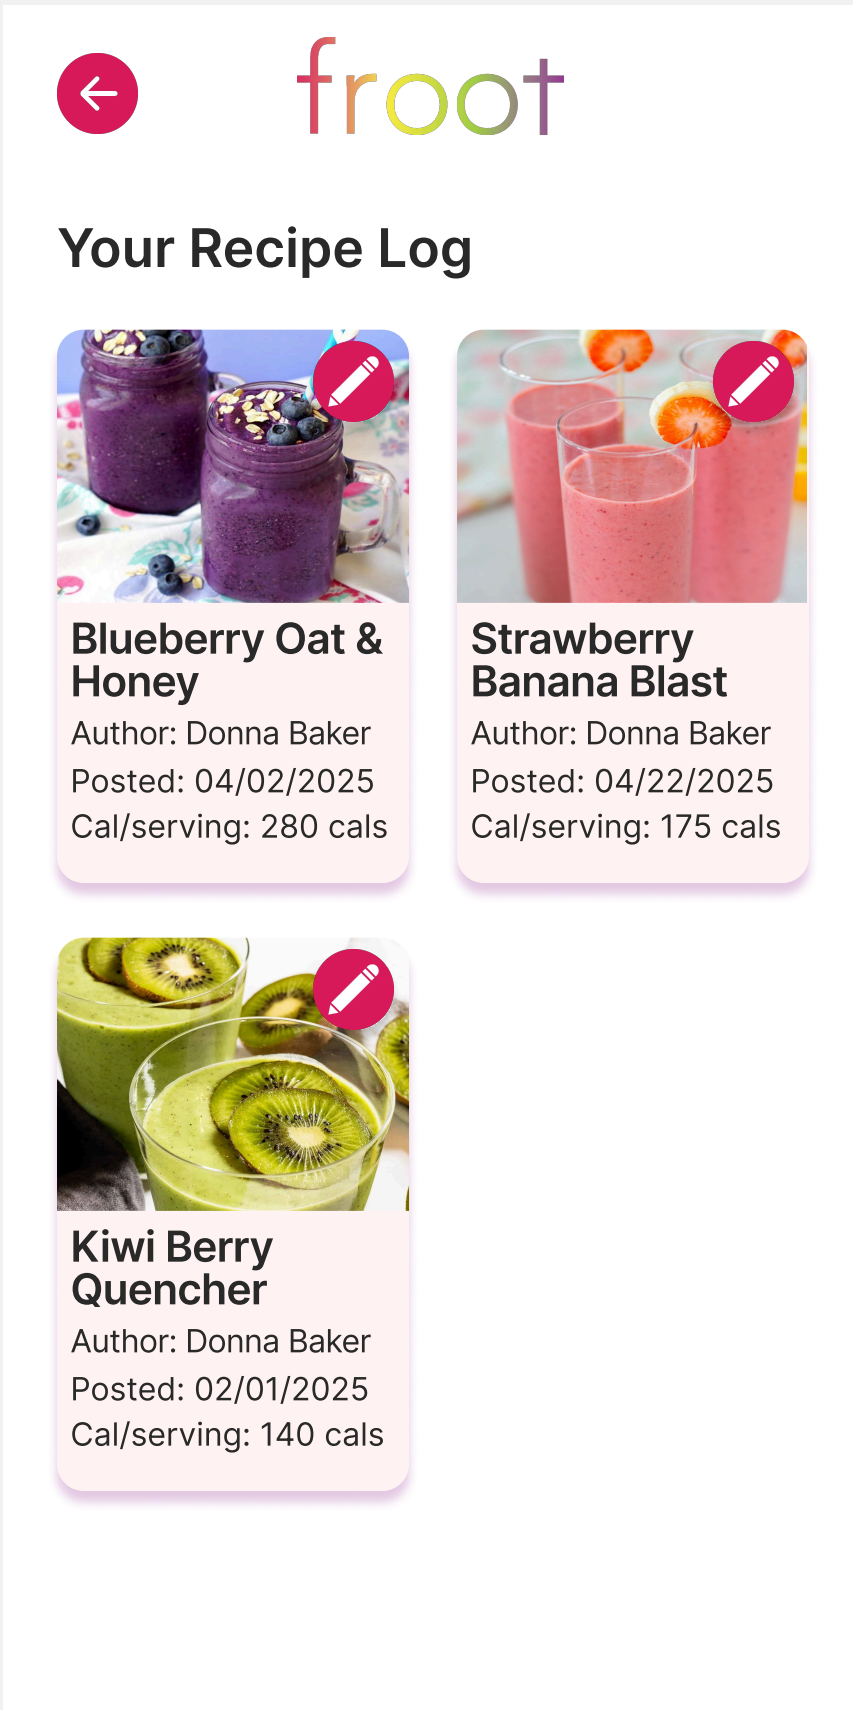 froot
Your Recipe Log
Blueberry Oat &
Honey
Author: Donna Baker
Posted: 04/02/2025
Cal/serving: 280 cals
Strawberry
Banana Blast
Author: Donna Baker
Posted: 04/22/2025
Cal/serving: 175 cals
Kiwi Berry
Quencher
Author: Donna Baker
Posted: 02/01/2025
Cal/serving: 140 cals